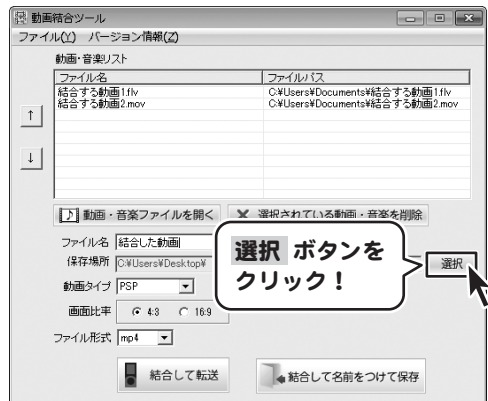 動画結合ツール
ファイル(Y) バージョン情報(Z)
動画・音楽リスト
ファイル名 ファイルパス
結合する動画1.flv C:¥Users¥Documents¥結合する動画1.flv
結合する動画2.mov C:¥Users¥Documents¥結合する動画2.mov
↑
↓
動画・音楽ファイルを開く 選択されている動画・音楽を削除
ファイル名 結合した動画
保存場所 C:¥Users¥Desktop¥ 選択
選択 ボタンを
クリック!
動画タイプ PSP
画面比率 4:3 16:9
ファイル形式 mp4
結合して転送 結合して名前をつけて保存